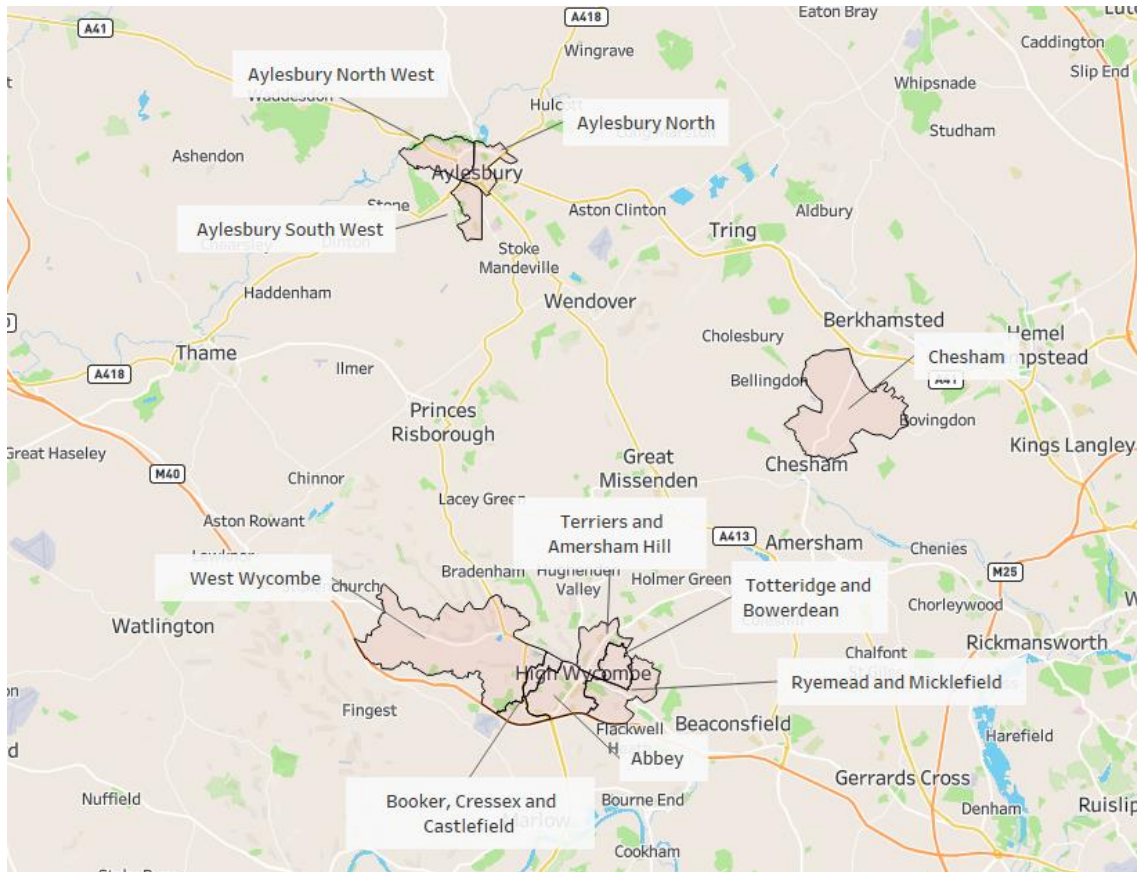 A41
A418
Eaton Bray
Wingrave
Caddington
Slip End
Whipsnade
Aylesbury North West
Waddesdon
Hulcott
Aylesbury North
Studham
Ashendon
Aylesbury
Stone
Aston Clinton
Aldbury
Aylesbury South West
Tring
Stoke
Mandeville
Haddenham
Wendover
Berkhamsted
Cholesbury
Hemel
Thame
Chesham
A418
Ilmer
Bellingdon
A41
Princes
Risborough
Bovingdon
Kings Langley
Great Haseley
M40
Chinnor
Great
Missenden
Chesham
Lacey Green
Aston Rowant
Terriers and
Amersham Hill
A413
Amersham
Chenies
West Wycombe
Bradenham
Hughenden
Valley
Holmer Green
M25
Totteridge and
Bowerdean
Chorleywood
Watlington
Rickmansworth
Chalfont
High Wycombe
Ryemead and Micklefield
Fingest
Beaconsfield
Flackwell
Harefield
Abbey
Gerrards Cross
Nuffield
Booker, Cressex and
Castlefield
Bourne End
Denham
Ruislip
Marlow
Cookham